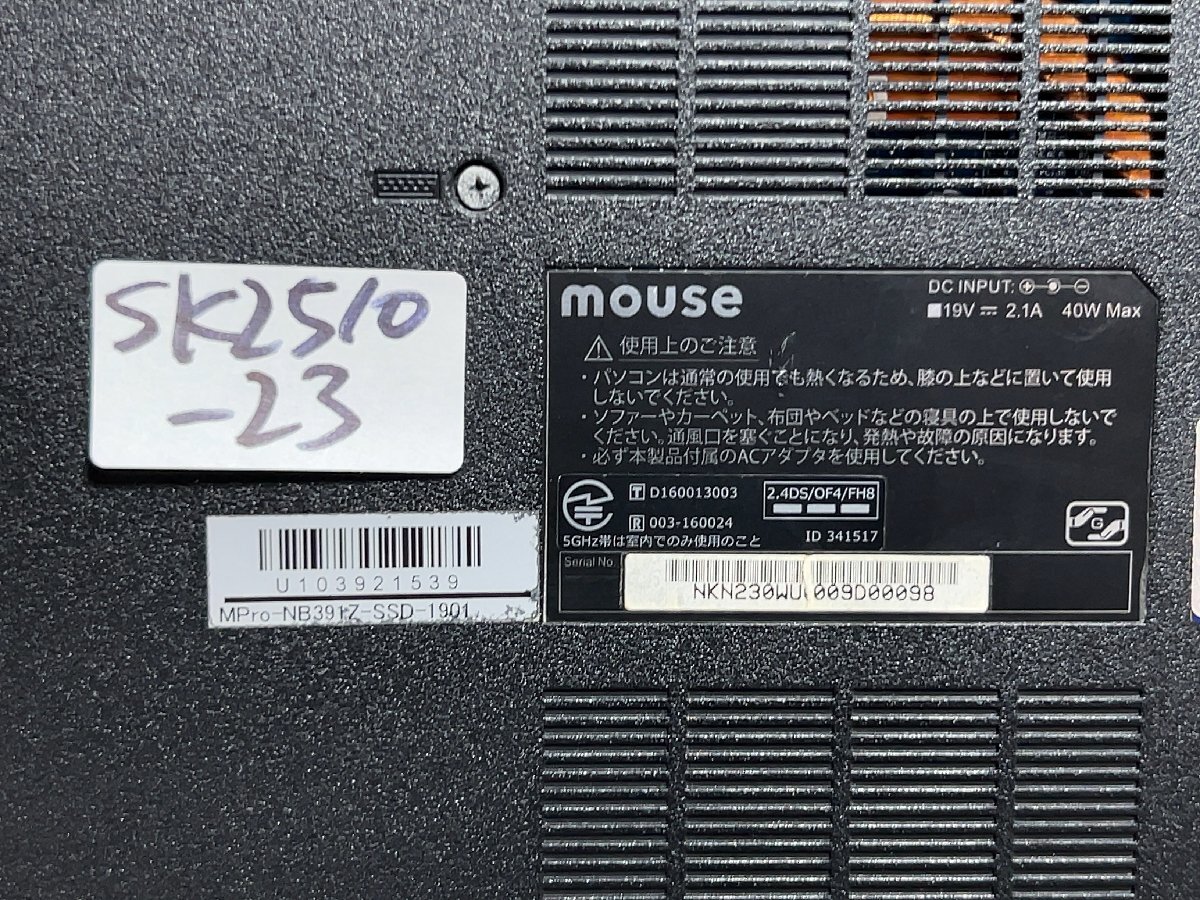 SK2510
-23
U103921539
MPro-NB391Z-SSD-1901
mouse
DC INPUT:
19V 2.1A 40W Max
使用上のご注意
・パソコンは通常の使用でも熱くなるため、膝の上などに置いて使用
しないでください。
・ソファーやカーペット、布団やベッドなどの寝具の上で使用しないで
ください。通風口を塞ぐことになり、発熱や故障の原因になります。
・必ず本製品付属のACアダプタを使用してください。
T D160013003
R 003-160024
2.4DS/OF4/FH8
5GHz帯は室内でのみ使用のこと
ID 341517
G
Serial No.
NKN230WU009D00098